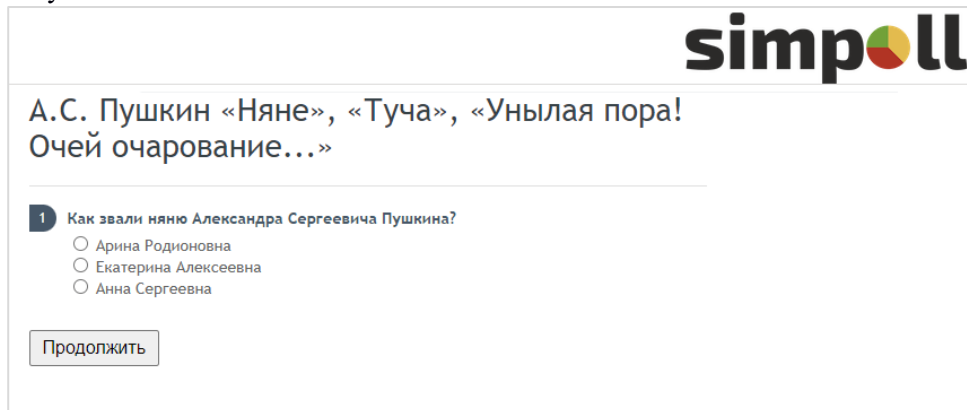 simpoll
А.С. Пушкин «Няне», «Туча», «Унылая пора!
Очей очарование...»
1 Как звали няню Александра Сергеевича Пушкина?
Арина Родионовна
Екатерина Алексеевна
Анна Сергеевна
Продолжить